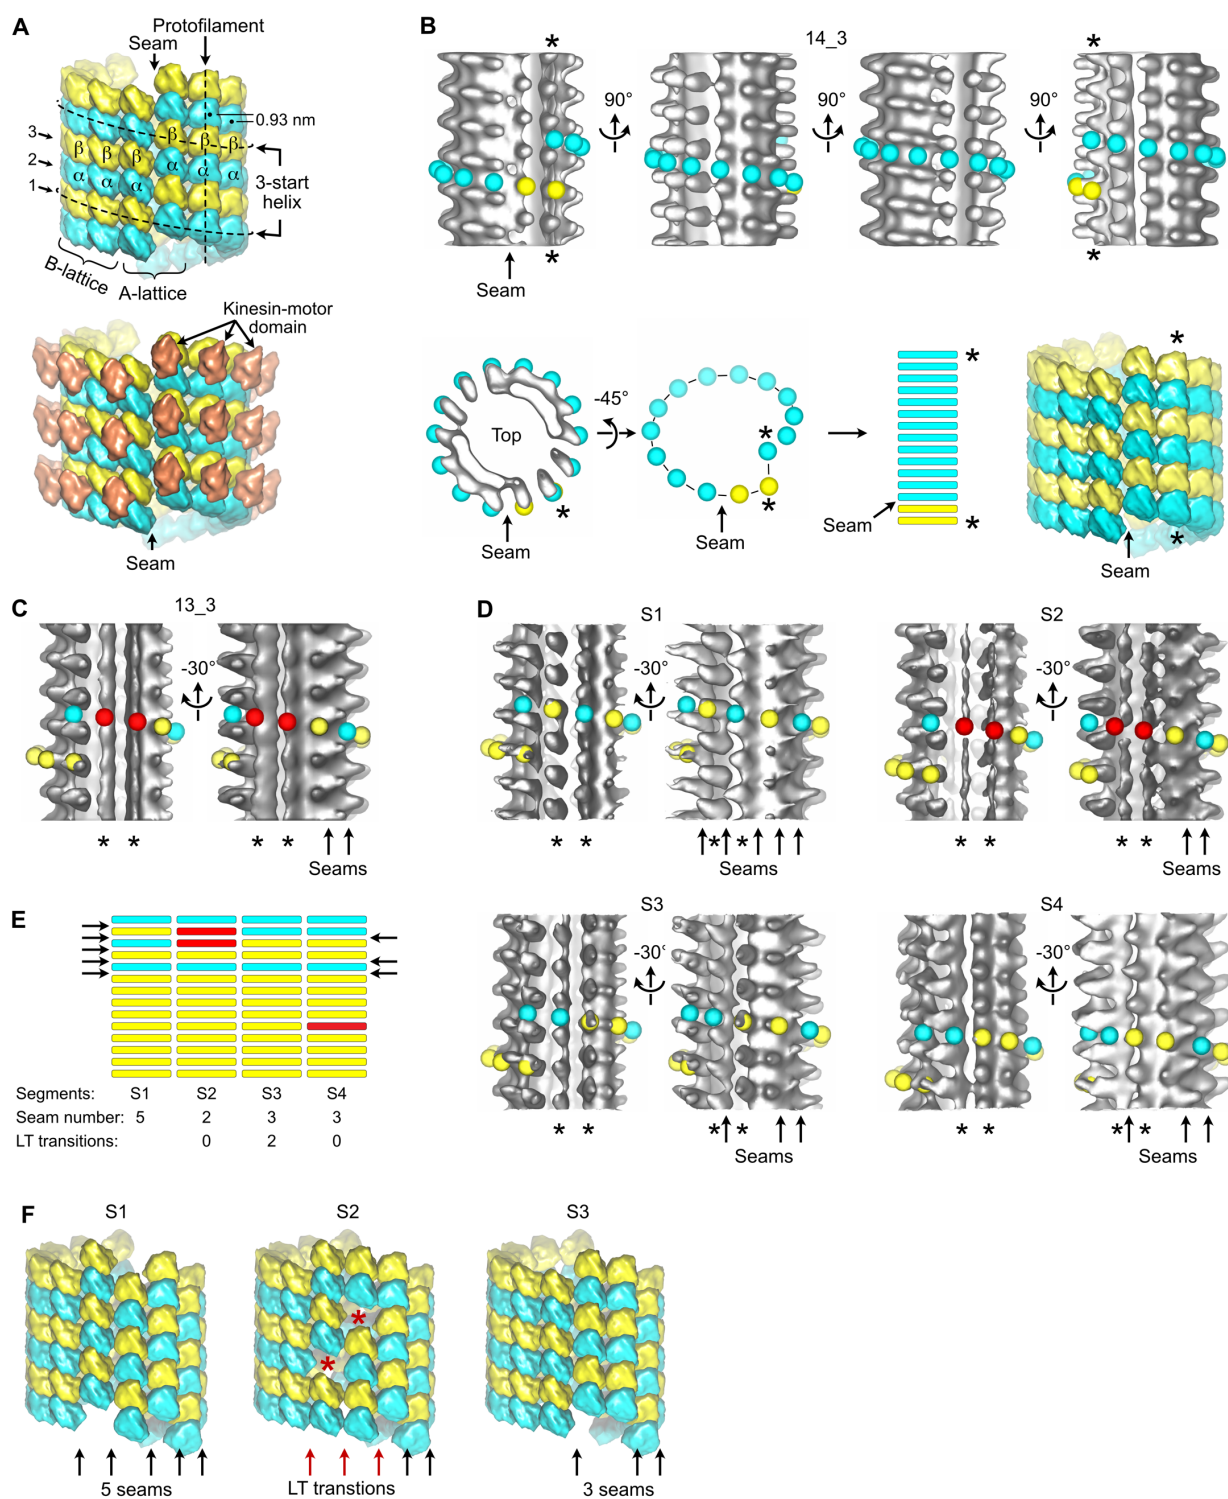 A
Protofilament
Seam
0.93 nm
3
2
1
β β β β β β
α α α α α α
3-start
helix
B-lattice
A-lattice
Kinesin-motor
domain
Seam
B
14_3
*
*
90°
90°
90°
*
*
Seam
Top
*
Seam
-45°
*
*
Seam
*
Seam
*
*
*
Seam
C
13_3
-30°
* * * *
Seams
D
S1
-30°
* * * *
Seams
S2
-30°
* * * *
Seams
S3
-30°
* * * *
Seams
S4
-30°
* * * *
Seams
E
Segments: S1 S2 S3 S4
Seam number: 5 2 3 3
LT transitions: 0 2 0
F
S1
S2
S3
*
*
5 seams
LT transtions
3 seams